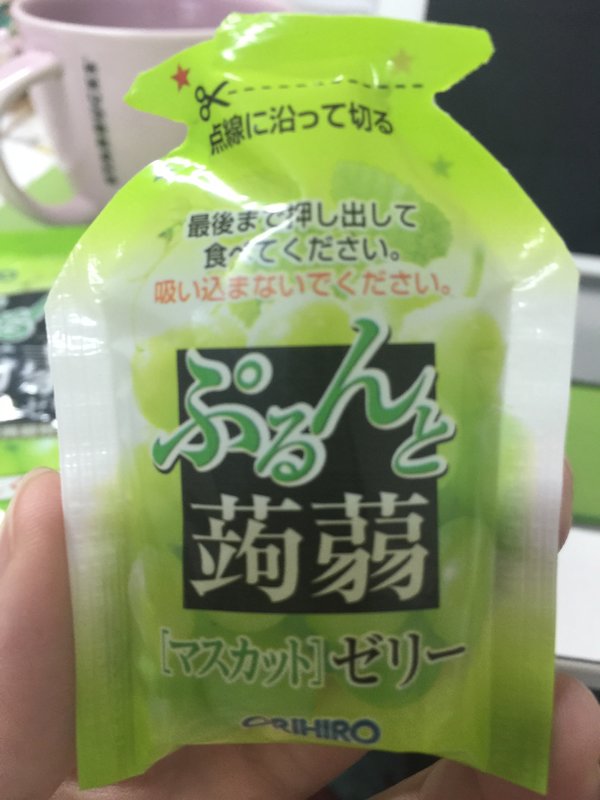 点線に沿って切る
最後まで押し出して
食べてください。
吸い込まないでください。
ぷるんと
蒟蒻
[マスカット]ゼリー
ORIHIRO